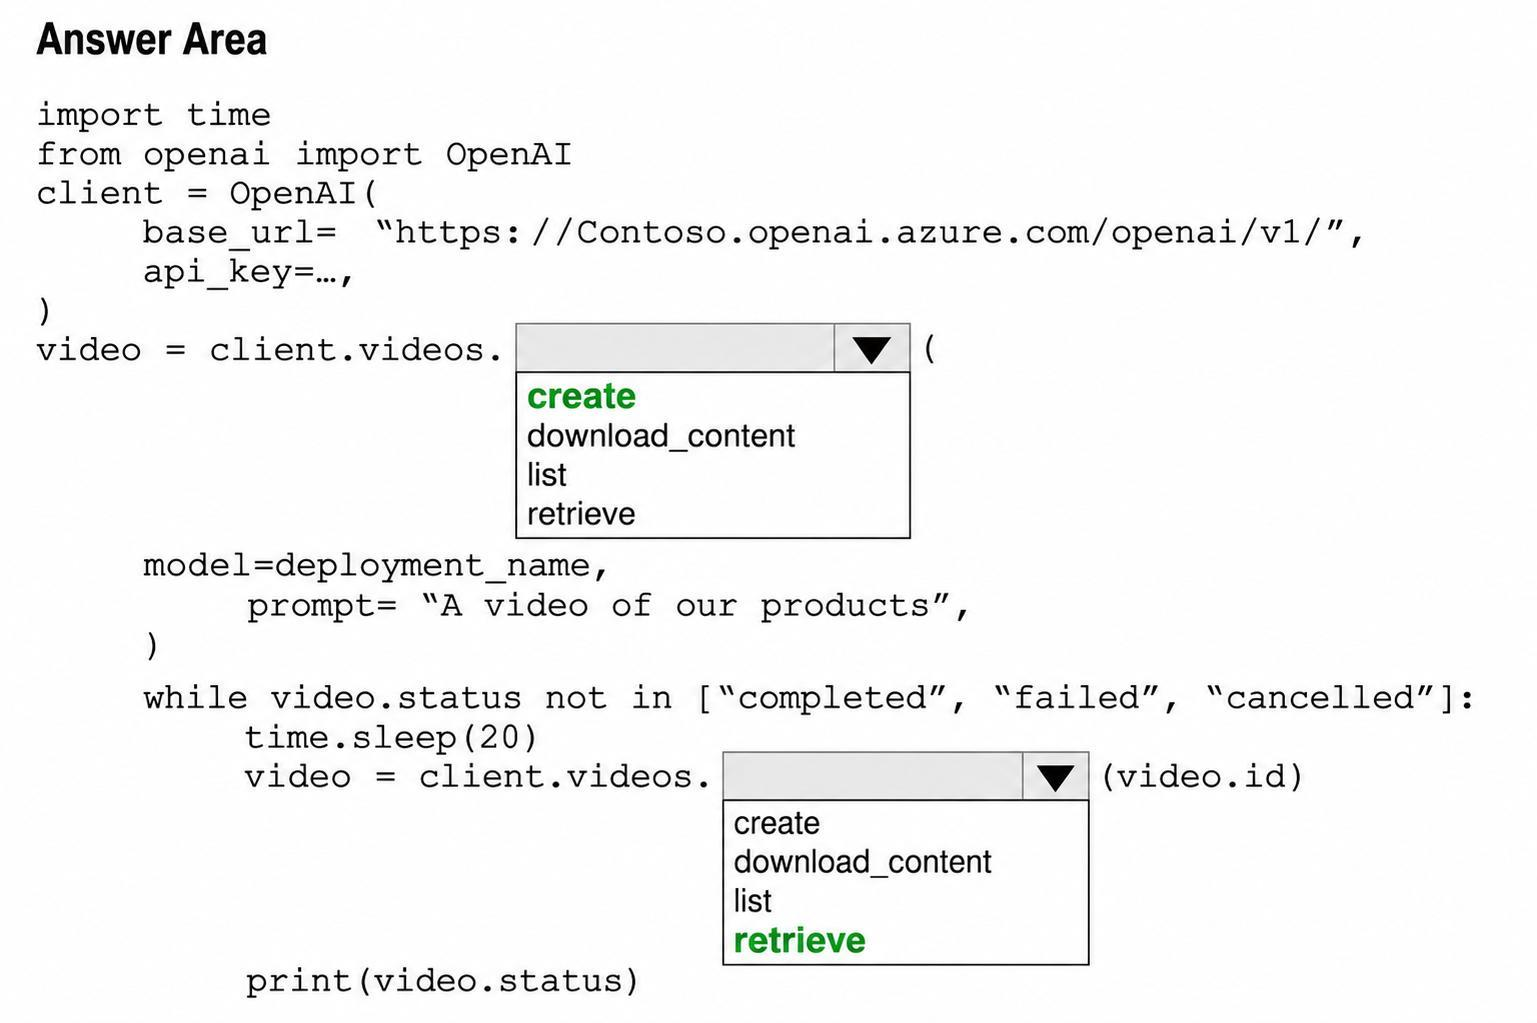 Answer Area
import time
from openai import OpenAI
client = OpenAI(
base_url= “https://Contoso.openai.azure.com/openai/v1/”,
api_key=…,
)
video = client.videos. (
create
download_content
list
retrieve
model=deployment_name,
prompt= “A video of our products”,
)
while video.status not in [“completed”, “failed”, “cancelled”]:
time.sleep(20)
video = client.videos. (video.id)
create
download_content
list
retrieve
print(video.status)